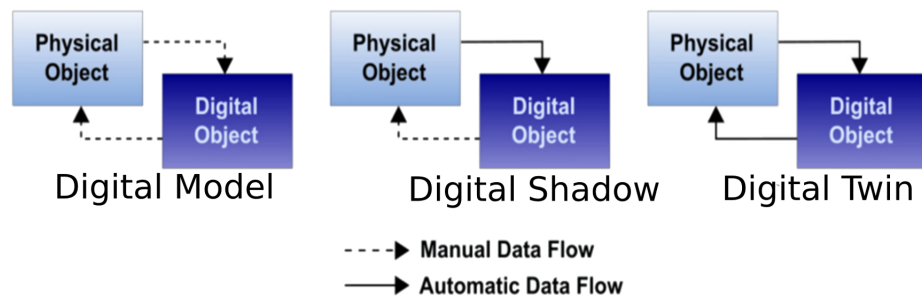 Physical
Object
Digital
Object
Digital Model
Physical
Object
Digital
Object
Digital Shadow
Physical
Object
Digital
Object
Digital Twin
Manual Data Flow
Automatic Data Flow